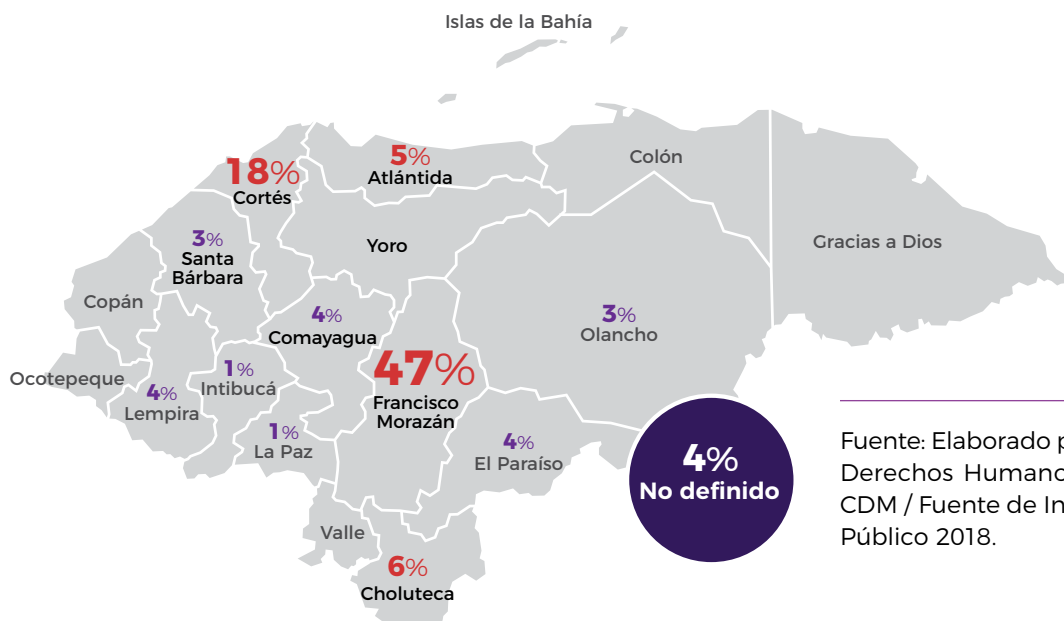 Islas de la Bahía
5%
Atlántida
Colón
18%
Cortés
3%
Santa
Bárbara
Yoro
Gracias a Dios
Copán
4%
Comayagua
3%
Olancho
47%
Francisco
Morazán
Ocotepeque
4%
Lempira
1%
Intibucá
1%
La Paz
4%
El Paraíso
4%
No definido
Valle
6%
Choluteca
Fuente: Elaborado
Derechos
CDM / Fuente de
Público 2018.